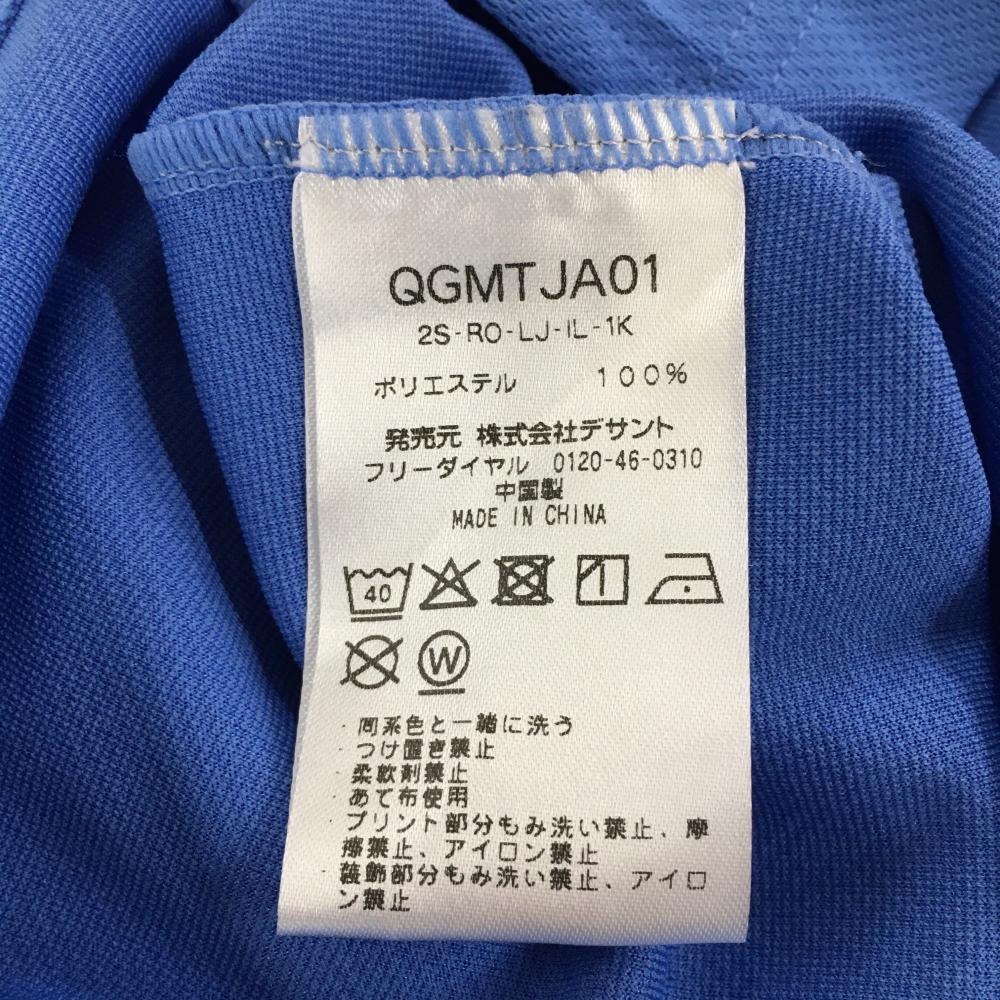 QGMTJA01
2S-RO-LJ-IL-1K
ポリエステル 100%
発売元 株式会社デサント
フリーダイヤル 0120-46-0310
中国製
MADE IN CHINA
40
W
・同系色と一緒に洗う
・つけ置き禁止
・柔軟剤禁止
・あて布使用
・プリント部分もみ洗い禁止、摩
擦禁止、アイロン禁止
・装飾部分もみ洗い禁止、アイロ
ン禁止